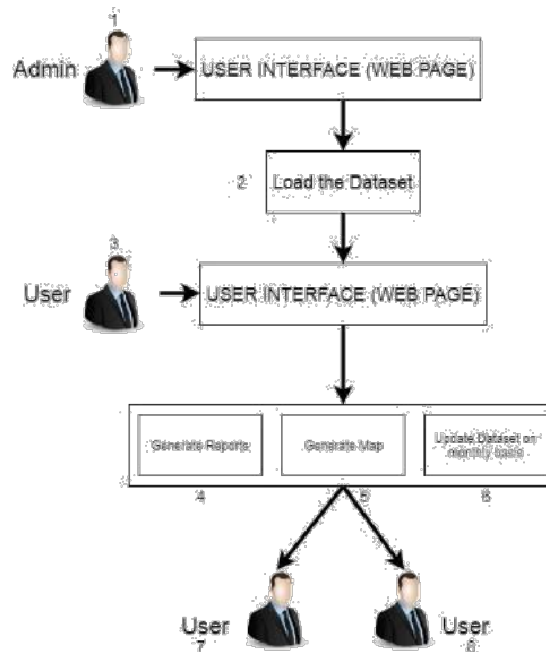 1
Admin
USER INTERFACE (WEB PAGE)
2
Load the Dataset
3
User
USER INTERFACE (WEB PAGE)
Generate Reports
Generate Map
Update Dataset on
monthly basis
4
5
6
User
7
User
8